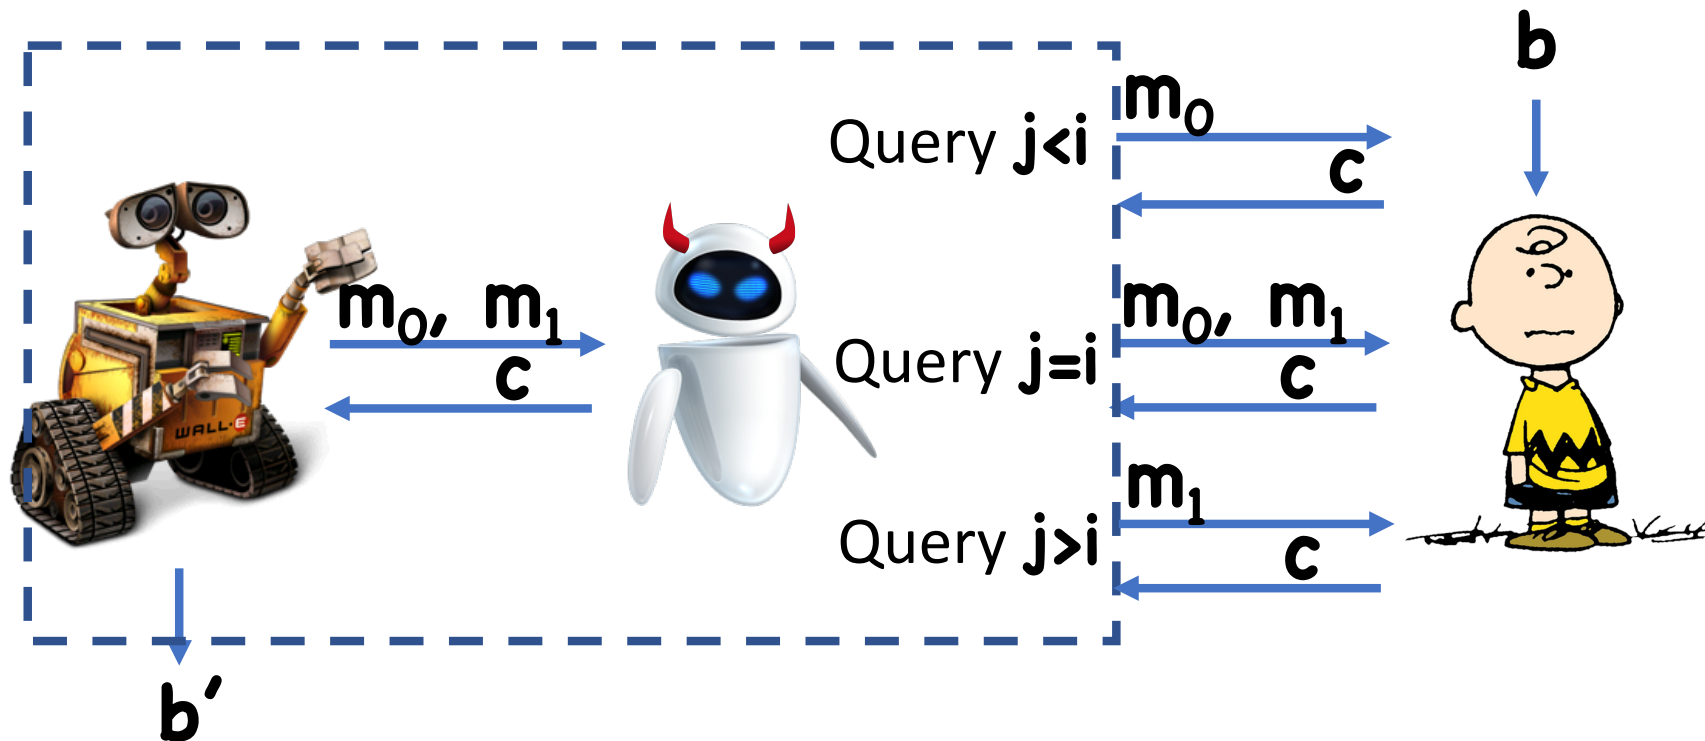 b
m₀
Query j<i
c
m₀, m₁
m₀, m₁
c
Query j=i
c
WALL·E
m₁
Query j>i
c
b′